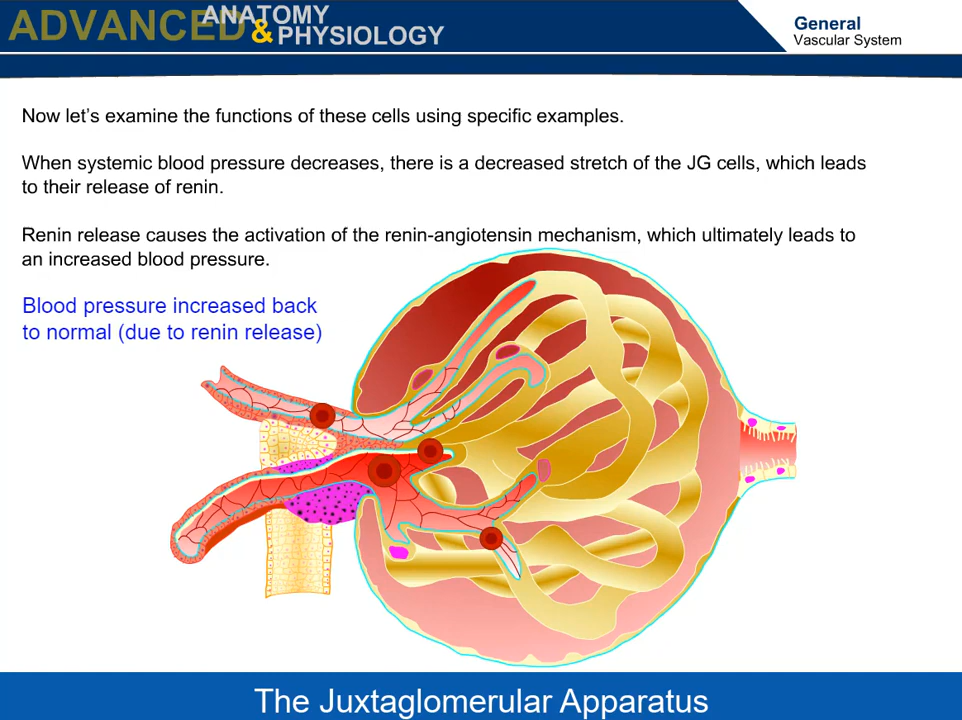 ADVANCED ANATOMY & PHYSIOLOGY
General
Vascular System
Now let’s examine the functions of these cells using specific examples.
When systemic blood pressure decreases, there is a decreased stretch of the JG cells, which leads
to their release of renin.
Renin release causes the activation of the renin-angiotensin mechanism, which ultimately leads to
an increased blood pressure.
Blood pressure increased back
to normal (due to renin release)
The Juxtaglomerular Apparatus